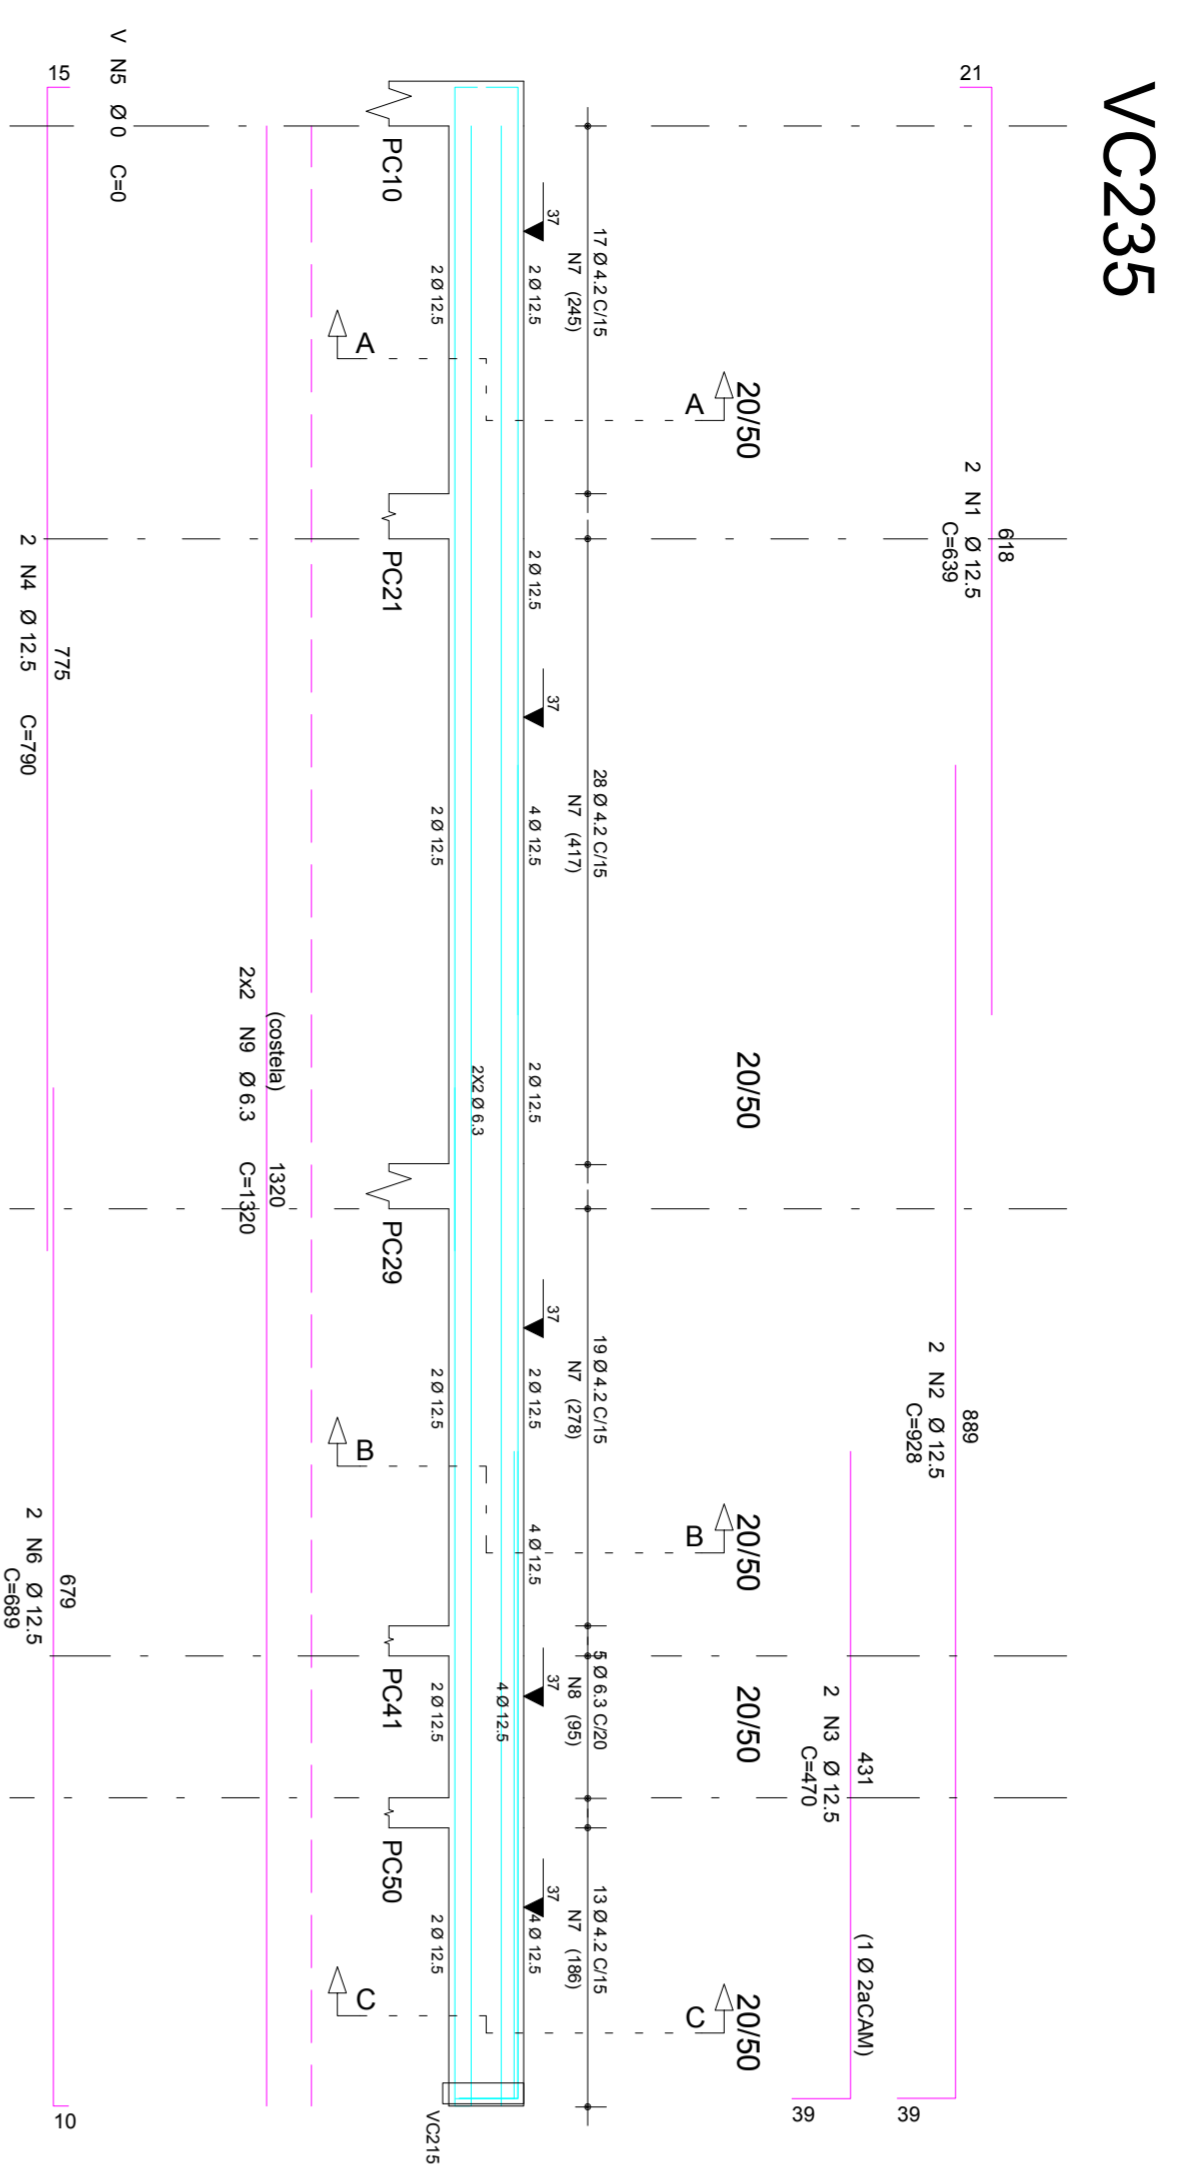 VC235
21
618
2 N1 Ø 12.5
C=639
889
2 N2 Ø 12.5
C=928
39
431
(1 Ø 2aCAM)
2 N3 Ø 12.5
C=470
39
20/50
20/50
20/50
20/50
20/50
A
B
C
17 Ø 4.2 C/15
N7 (245)
28 Ø 4.2 C/15
N7 (417)
19 Ø 4.2 C/15
N7 (278)
5 Ø 6.3 C/20
N8 (95)
13 Ø 4.2 C/15
N7 (186)
37
37
37
37
37
2 Ø 12.5
2 Ø 12.5
4 Ø 12.5
2 Ø 12.5
2 Ø 12.5
4 Ø 12.5
4 Ø 12.5
4 Ø 12.5
2X2 Ø 6.3
2 Ø 12.5
2 Ø 12.5
2 Ø 12.5
2 Ø 12.5
2 Ø 12.5
VC215
PC10
PC21
PC29
PC41
PC50
A
B
C
(costela)
1320
2x2 N9 Ø 6.3 C=1320
V N5 Ø 0 C=0
15
775
2 N4 Ø 12.5 C=790
679
10
2 N6 Ø 12.5
C=689